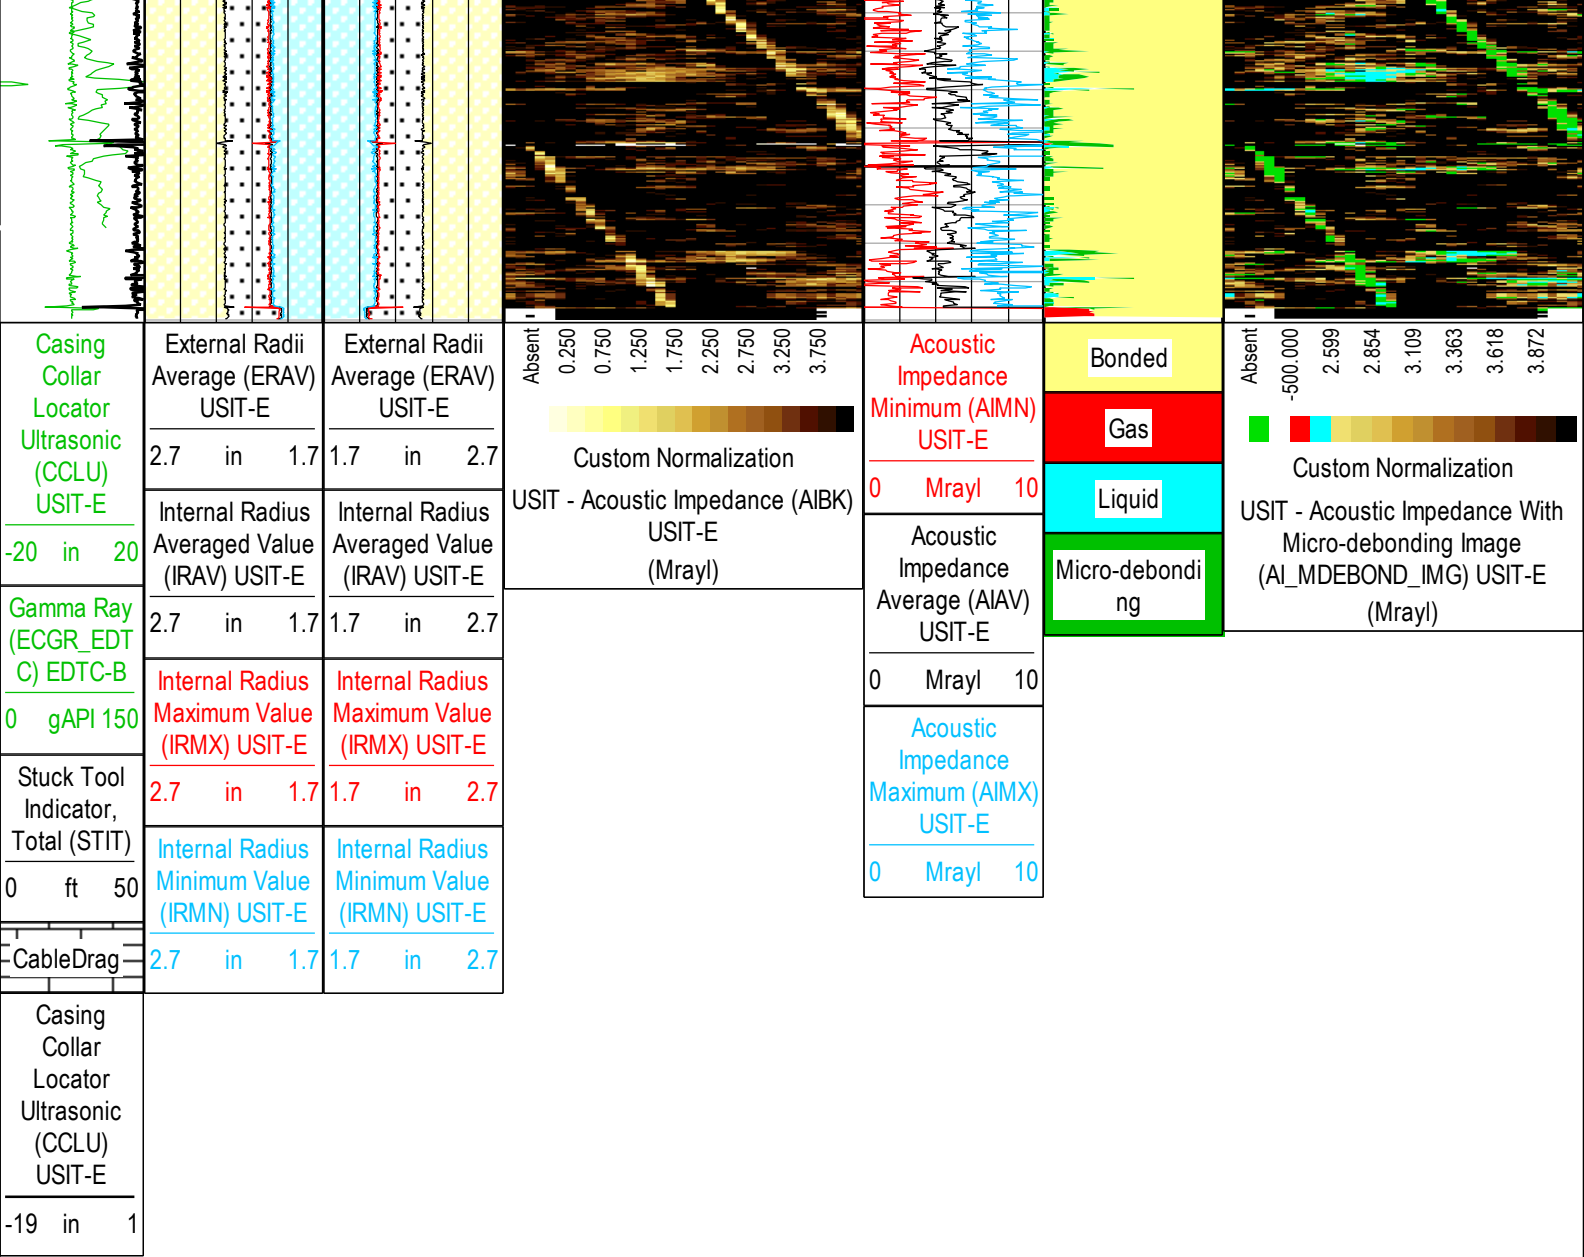 Casing
Collar
Locator
Ultrasonic
(CCLU)
USIT-E
-20 in 20
Gamma Ray
(ECGR_EDT
C) EDTC-B
0 gAPI 150
Stuck Tool
Indicator,
Total (STIT)
0 ft 50
CableDrag
Casing
Collar
Locator
Ultrasonic
(CCLU)
USIT-E
-19 in 1
External Radii
Average (ERAV)
USIT-E
2.7 in 1.7
Internal Radius
Averaged Value
(IRAV) USIT-E
2.7 in 1.7
Internal Radius
Maximum Value
(IRMX) USIT-E
2.7 in 1.7
Internal Radius
Minimum Value
(IRMN) USIT-E
2.7 in 1.7
External Radii
Average (ERAV)
USIT-E
1.7 in 2.7
Internal Radius
Averaged Value
(IRAV) USIT-E
1.7 in 2.7
Internal Radius
Maximum Value
(IRMX) USIT-E
1.7 in 2.7
Internal Radius
Minimum Value
(IRMN) USIT-E
1.7 in 2.7
Absent
0.250
0.750
1.250
1.750
2.250
2.750
3.250
3.750
Custom Normalization
USIT - Acoustic Impedance (AIBK)
USIT-E
(Mrayl)
Acoustic
Impedance
Minimum (AIMN)
USIT-E
0 Mrayl 10
Acoustic
Impedance
Average (AIAV)
USIT-E
0 Mrayl 10
Acoustic
Impedance
Maximum (AIMX)
USIT-E
0 Mrayl 10
Bonded
Gas
Liquid
Micro-debondi
ng
Absent
-500.000
2.599
2.854
3.109
3.363
3.618
3.872
Custom Normalization
USIT - Acoustic Impedance With
Micro-debonding Image
(AI_MDEBOND_IMG) USIT-E
(Mrayl)